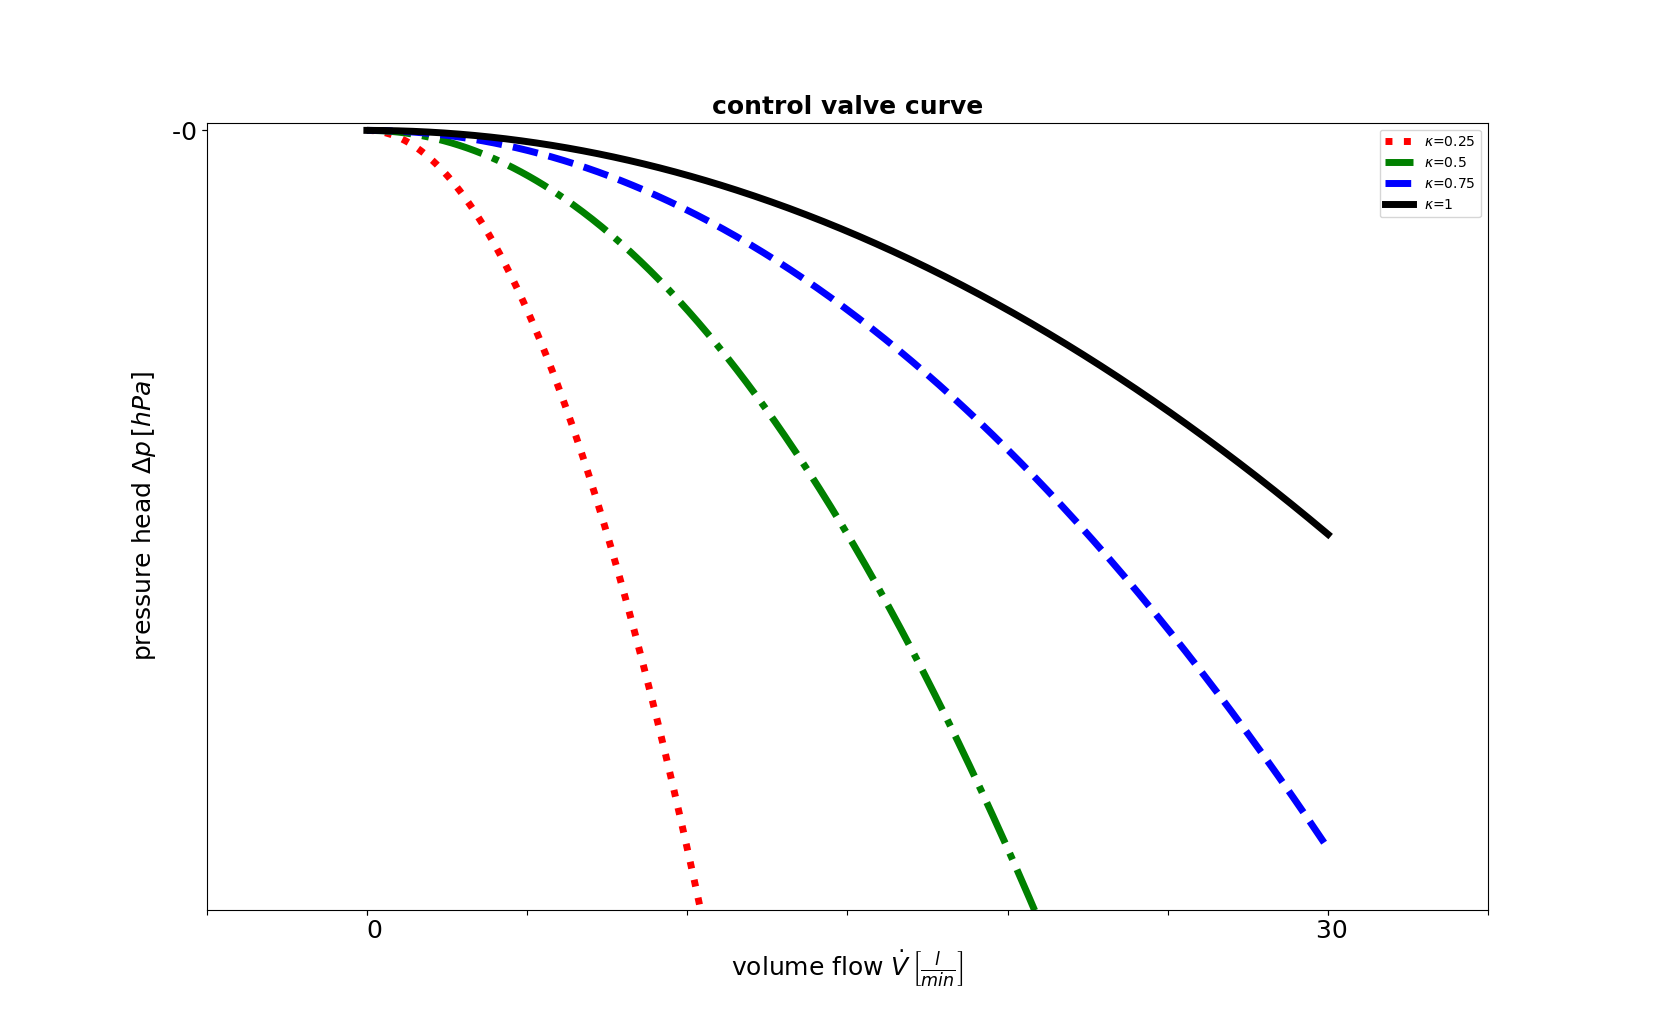 control valve curve
-0
κ=0.25
κ=0.5
κ=0.75
κ=1
pressure head Δp [hPa]
0
30
volume flow V̇ [l/min]